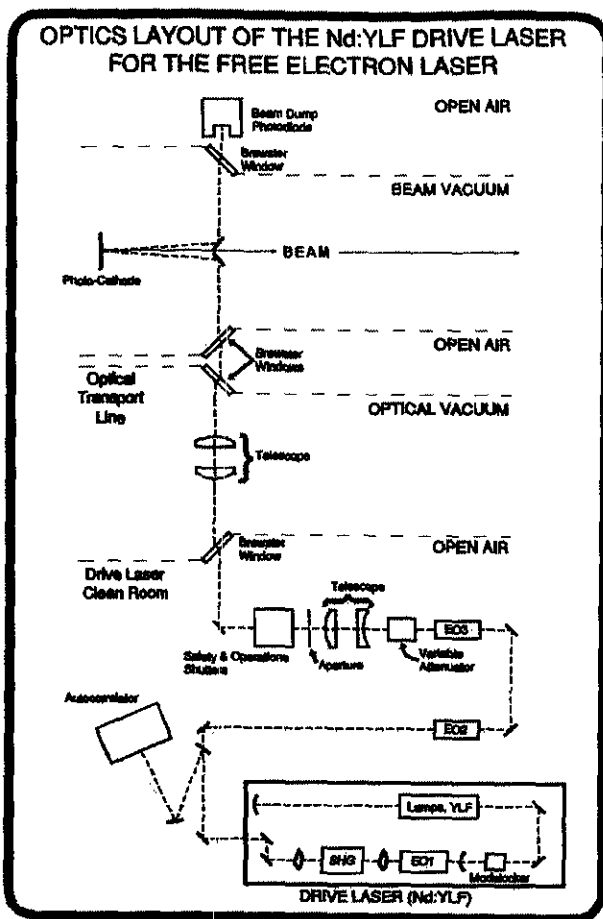 OPTICS LAYOUT OF THE Nd:YLF DRIVE LASER
FOR THE FREE ELECTRON LASER
Beam Dump
Photodiode
OPEN AIR
Brewster
Window
BEAM VACUUM
BEAM
Photo-Cathode
Brewster
Windows
OPEN AIR
Optical
Transport
Line
OPTICAL VACUUM
Telescope
Brewster
Window
OPEN AIR
Drive Laser
Clean Room
Telescope
EO3
Safety & Operations
Shutters
Aperture
Variable
Attenuator
Autocorrelator
EO2
Lamps, YLF
SHG
EO1
Modelocker
DRIVE LASER (Nd:YLF)